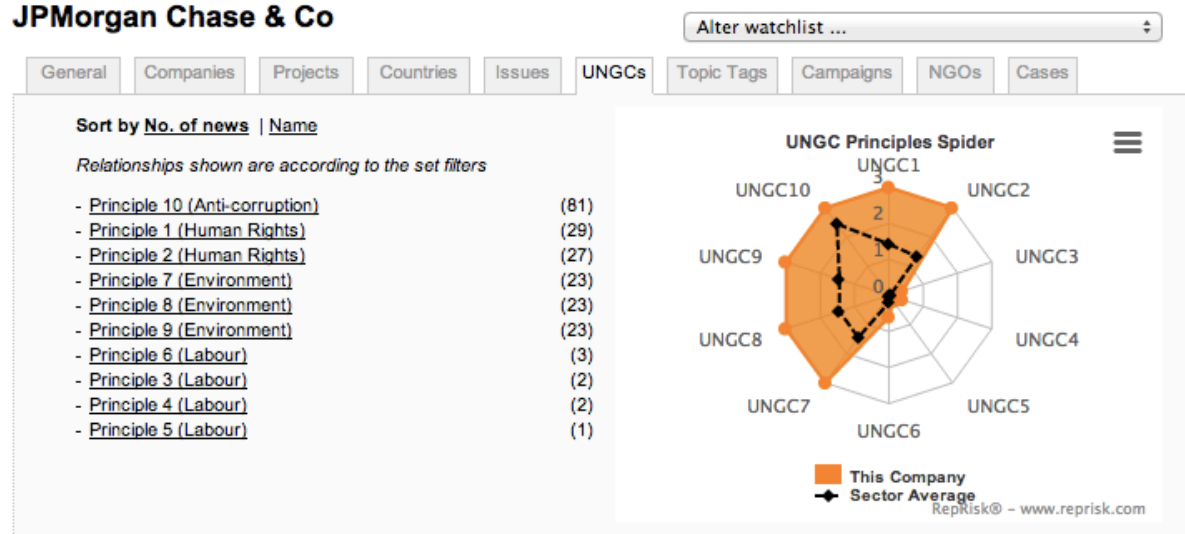 JPMorgan Chase & Co
Alter watchlist ...
General Companies Projects Countries Issues UNGCs Topic Tags Campaigns NGOs Cases
Sort by No. of news | Name
Relationships shown are according to the set filters
- Principle 10 (Anti-corruption) (81)
- Principle 1 (Human Rights) (29)
- Principle 2 (Human Rights) (27)
- Principle 7 (Environment) (23)
- Principle 8 (Environment) (23)
- Principle 9 (Environment) (23)
- Principle 6 (Labour) (3)
- Principle 3 (Labour) (2)
- Principle 4 (Labour) (2)
- Principle 5 (Labour) (1)
UNGC Principles Spider
UNGC1
3
UNGC10 UNGC2
2
UNGC9 1 UNGC3
0
UNGC8 UNGC4
UNGC7 UNGC5
UNGC6
This Company
Sector Average
RepRisk® - www.reprisk.com